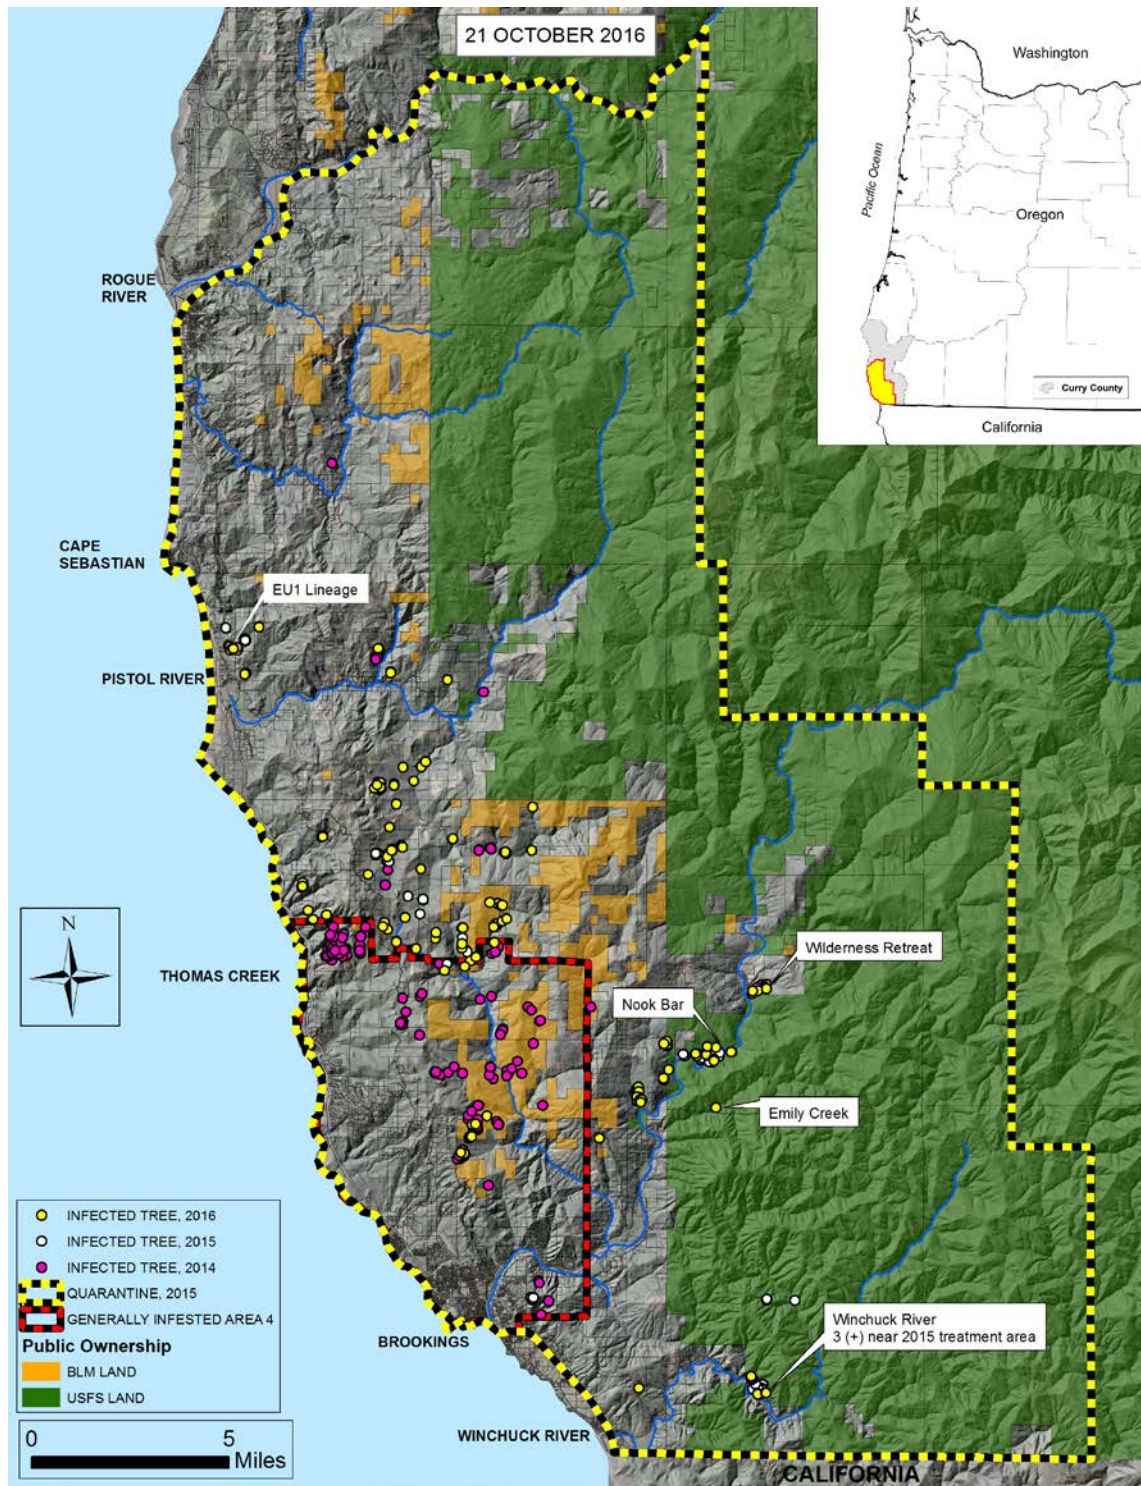 21 OCTOBER 2016
Washington
Pacific Ocean
Oregon
Curry County
California
ROGUE
RIVER
CAPE
SEBASTIAN
EU1 Lineage
PISTOL RIVER
N
THOMAS CREEK
Wilderness Retreat
Nook Bar
Emily Creek
INFECTED TREE, 2016
INFECTED TREE, 2015
INFECTED TREE, 2014
QUARANTINE, 2015
GENERALLY INFESTED AREA 4
Public Ownership
BLM LAND
USFS LAND
Winchuck River
3 (+) near 2015 treatment area
BROOKINGS
WINCHUCK RIVER
0 5
Miles
CALIFORNIA